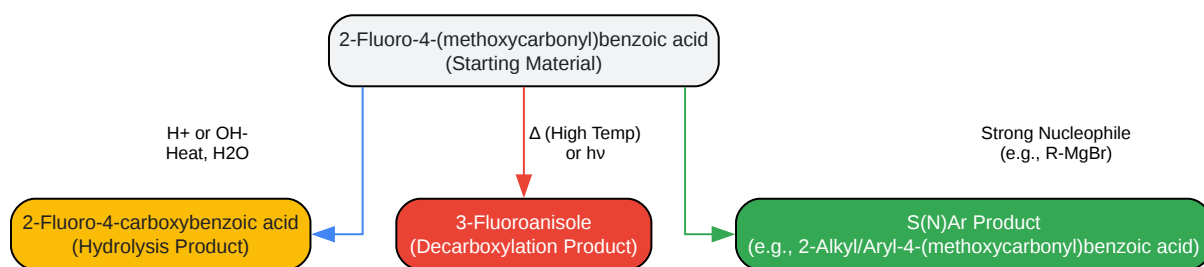 2-Fluoro-4-(methoxycarbonyl)benzoic acid
(Starting Material)
H+ or OH-
Heat, H2O
Δ (High Temp)
or hν
Strong Nucleophile
(e.g., R-MgBr)
2-Fluoro-4-carboxybenzoic acid
(Hydrolysis Product)
3-Fluoroanisole
(Decarboxylation Product)
S(N)Ar Product
(e.g., 2-Alkyl/Aryl-4-(methoxycarbonyl)benzoic acid)